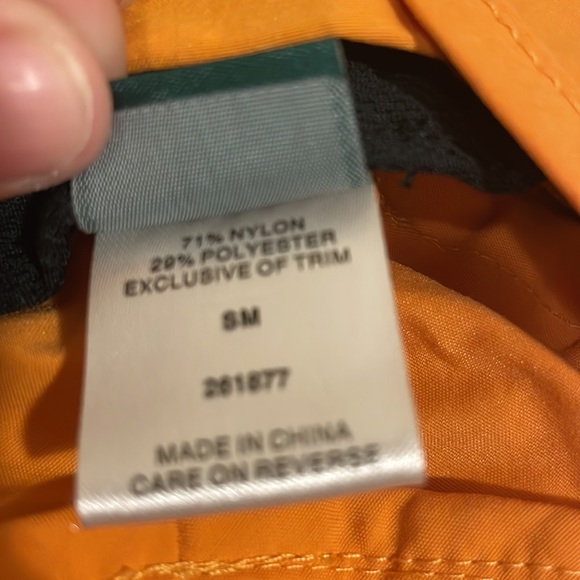 71% NYLON
29% POLYESTER
EXCLUSIVE OF TRIM
SM
261877
MADE IN CHINA
CARE ON REVERSE